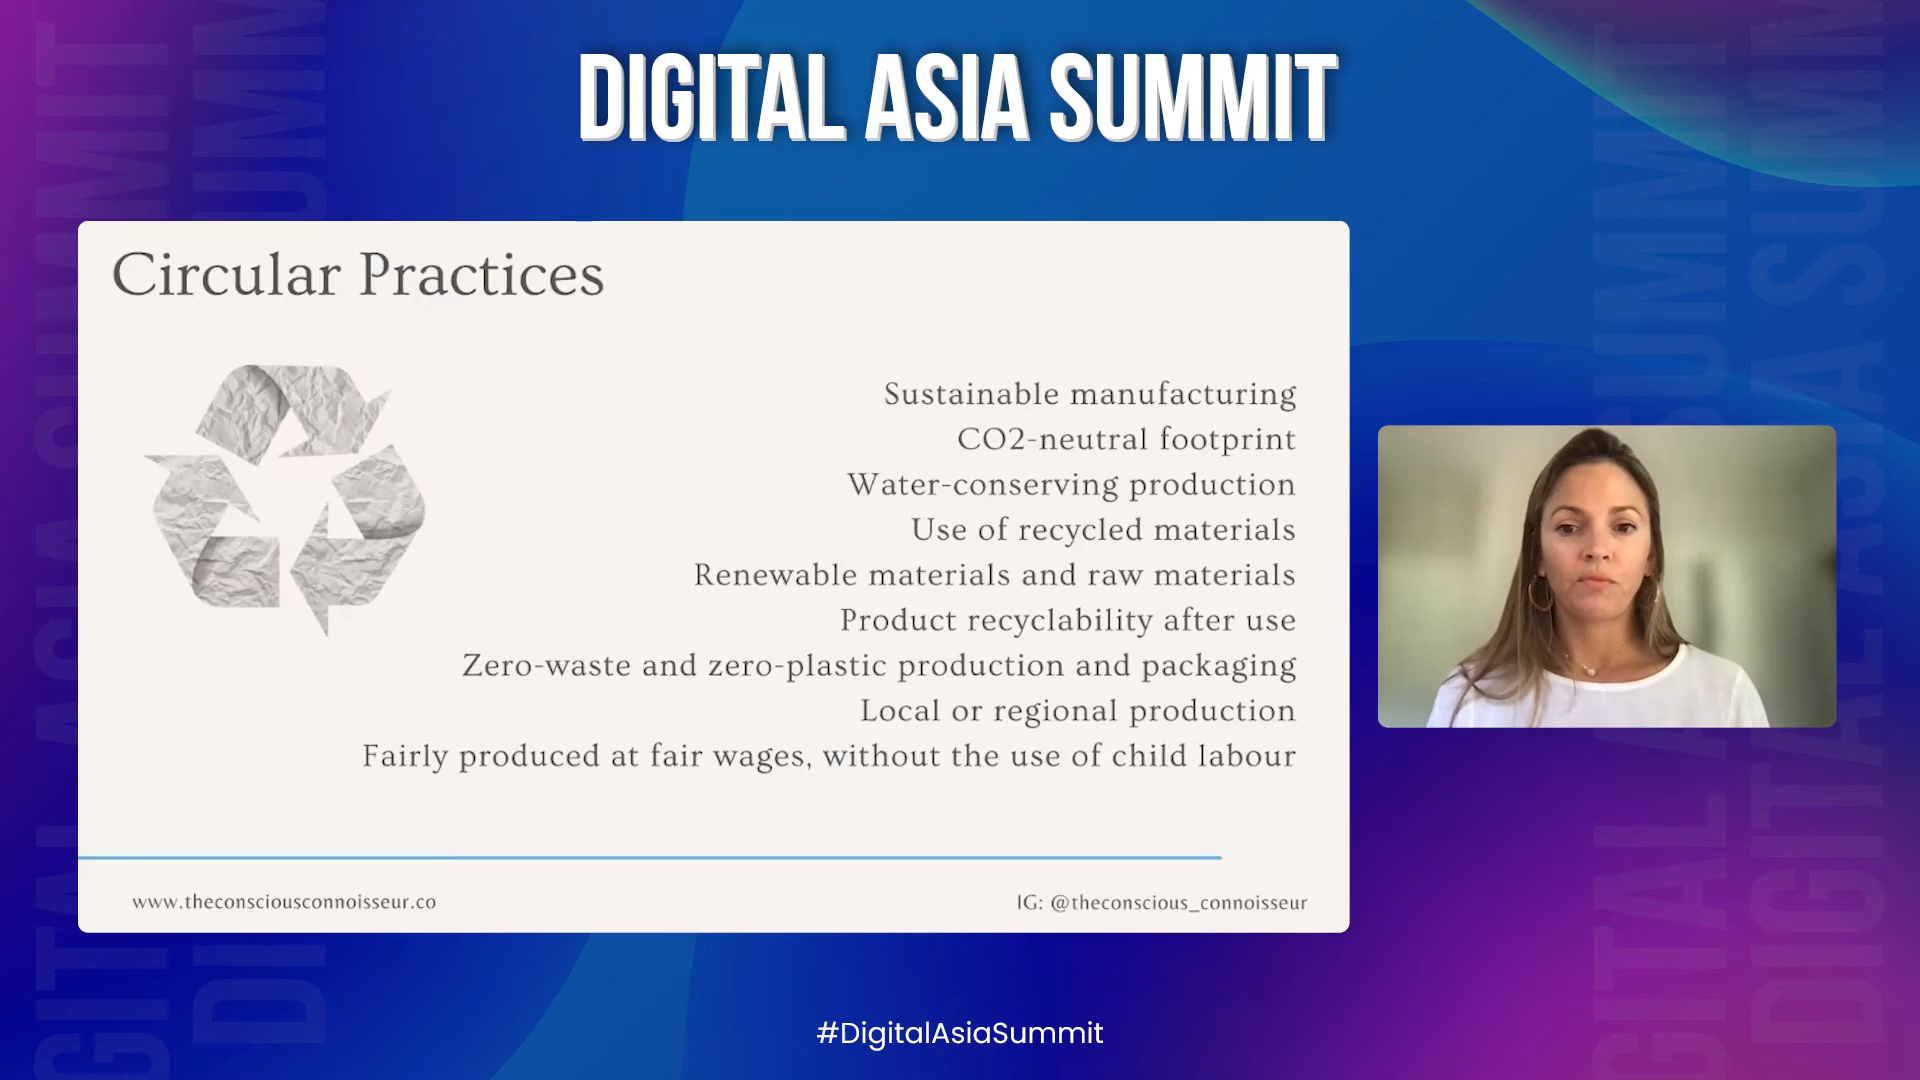 DIGITAL ASIA SUMMIT
Circular Practices
Sustainable manufacturing
CO2-neutral footprint
Water-conserving production
Use of recycled materials
Renewable materials and raw materials
Product recyclability after use
Zero-waste and zero-plastic production and packaging
Local or regional production
Fairly produced at fair wages, without the use of child labour
www.theconsciousconnoisseur.co
IG: @theconscious_connoisseur
#DigitalAsiaSummit